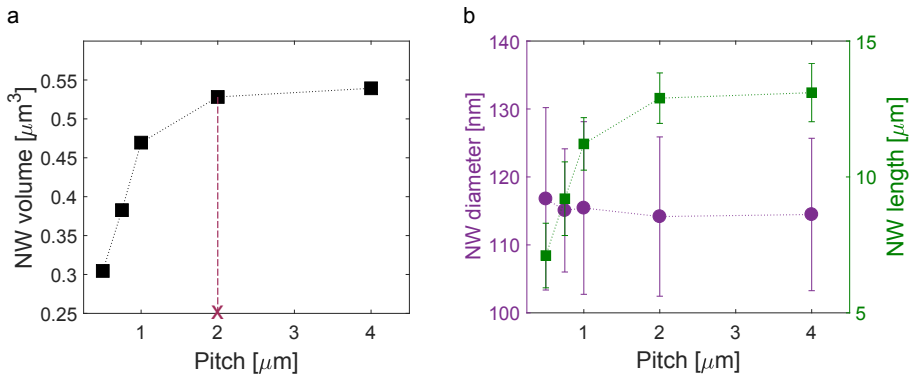 a
NW volume [μm³]
0.55
0.5
0.45
0.4
0.35
0.3
0.25
x
1
2
3
4
Pitch [μm]
b
NW diameter [nm]
140
130
120
110
100
1
2
3
4
Pitch [μm]
15
10
5
NW length [μm]